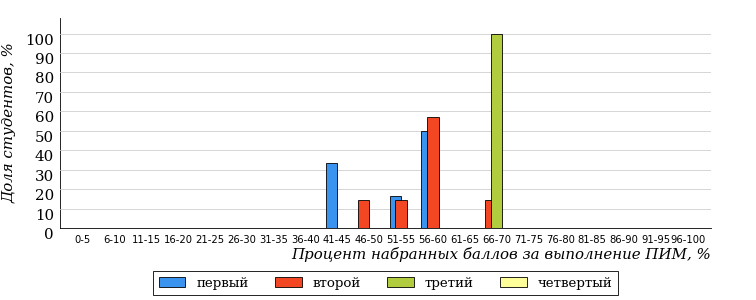 Доля студентов, %
100
90
80
70
60
50
40
30
20
10
0
0-5 6-10 11-15 16-20 21-25 26-30 31-35 36-40 41-45 46-50 51-55 56-60 61-65 66-70 71-75 76-80 81-85 86-90 91-95 96-100
Процент набранных баллов за выполнение ПИМ, %
первый второй третий четвертый